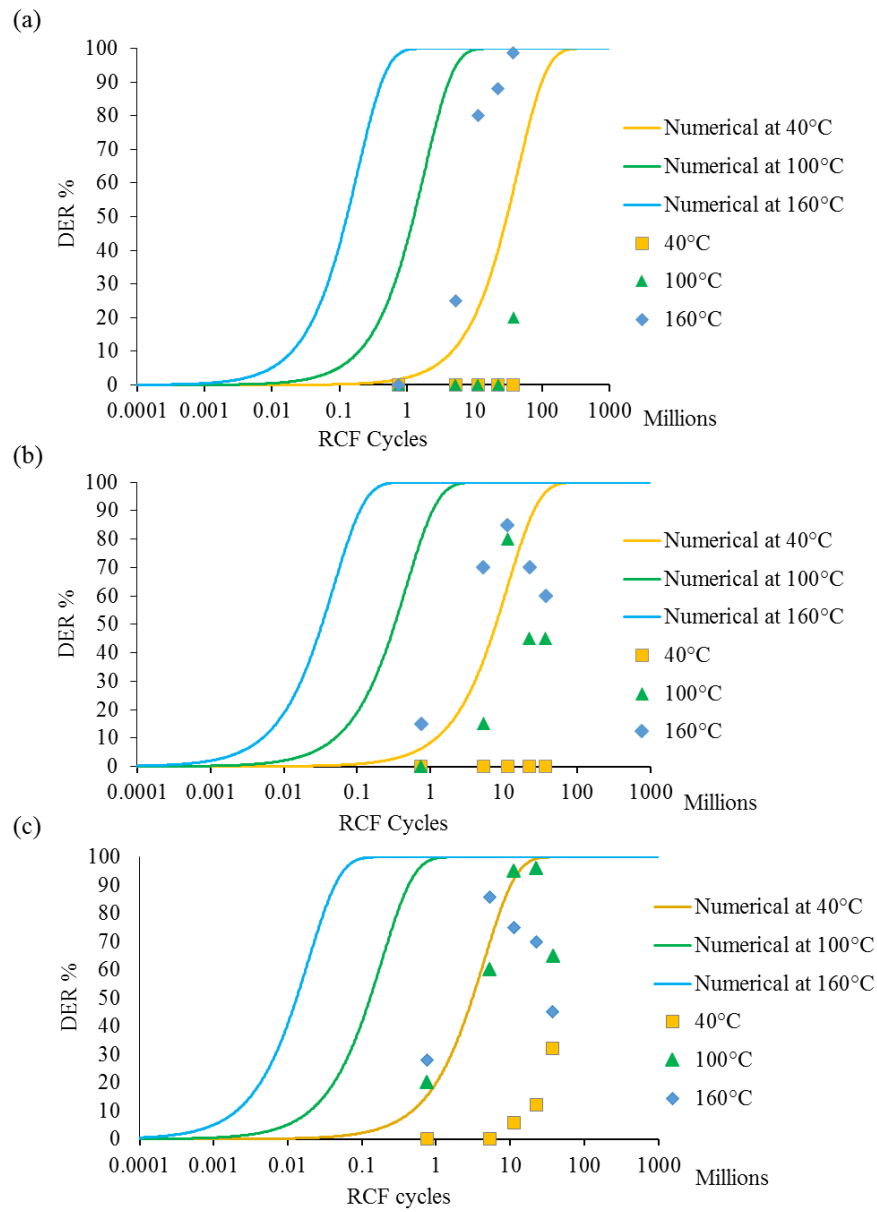 (a)
100
90
80
70
60
50
40
30
20
10
0
DER %
0.0001 0.001 0.01 0.1 1 10 100 1000
Millions
RCF Cycles
Numerical at 40°C
Numerical at 100°C
Numerical at 160°C
40°C
100°C
160°C
(b)
100
90
80
70
60
50
40
30
20
10
0
DER %
0.0001 0.001 0.01 0.1 1 10 100 1000
Millions
RCF Cycles
Numerical at 40°C
Numerical at 100°C
Numerical at 160°C
40°C
100°C
160°C
(c)
100
90
80
70
60
50
40
30
20
10
0
DER %
0.0001 0.001 0.01 0.1 1 10 100 1000
Millions
RCF cycles
Numerical at 40°C
Numerical at 100°C
Numerical at 160°C
40°C
100°C
160°C